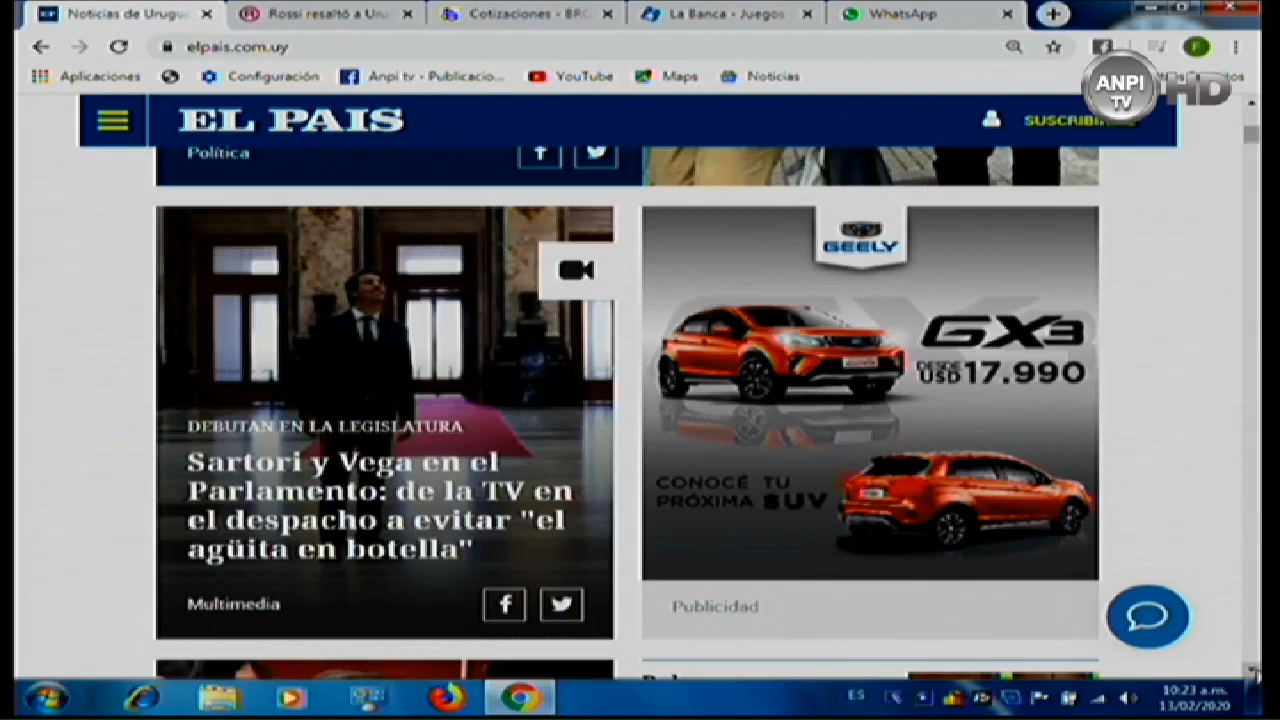 Noticias de Urugua
Rossi resaltó a Uru
Cotizaciones - BRO
La Banca - Juegos
WhatsApp
elpais.com.uy
Aplicaciones
Configuración
Anpi tv - Publicacio...
YouTube
Maps
Noticias
ANPI
TV
HD
EL PAIS
Política
GEELY
GX3
DESDE
USD 17.990
CONOCÉ TU
PRÓXIMA SUV
Publicidad
DEBUTAN EN LA LEGISLATURA
Sartori y Vega en el
Parlamento: de la TV en
el despacho a evitar "el
agüita en botella"
Multimedia
ES
10:23 a.m.
13/02/2020